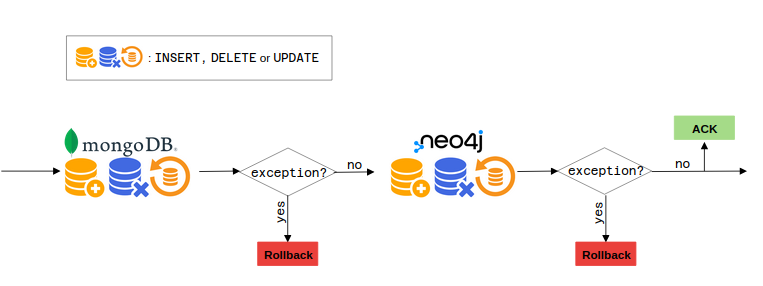 : INSERT, DELETE or UPDATE
mongoDB®
neo4j
ACK
exception?
no
exception?
no
yes
yes
Rollback
Rollback